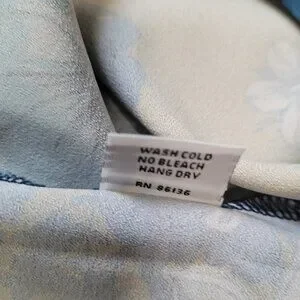 WASH COLD
NO BLEACH
HANG DRY
RN 86136